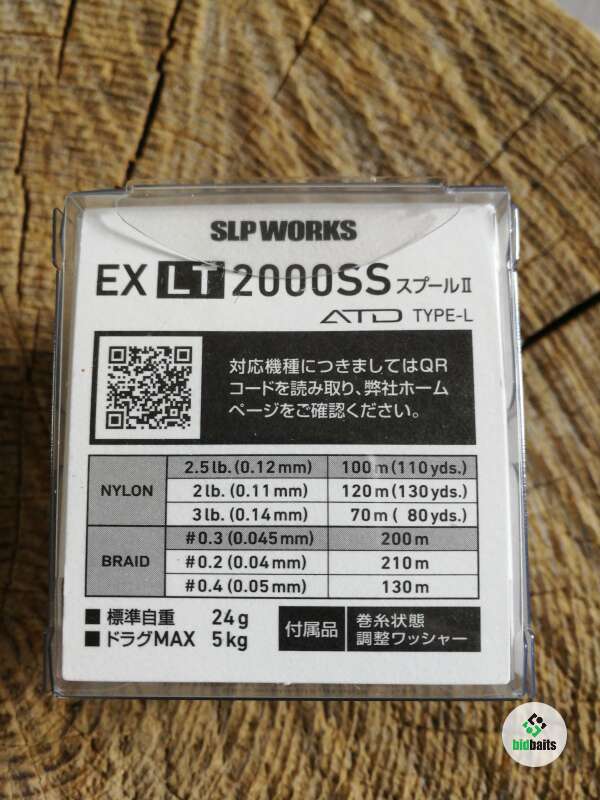 SLP WORKS
EX LT 2000SS スプールⅡ
ATD TYPE-L
対応機種につきましてはQR
コードを読み取り、弊社ホーム
ページをご確認ください。
NYLON
2.5lb. (0.12mm) 100m (110yds.)
2lb. (0.11mm) 120m (130yds.)
3lb. (0.14mm) 70m ( 80yds.)
BRAID
#0.3 (0.045mm) 200m
#0.2 (0.04mm) 210m
#0.4 (0.05mm) 130m
■ 標準自重 24g
■ ドラグMAX 5kg
付属品
巻糸状態
調整ワッシャー
bidbaits